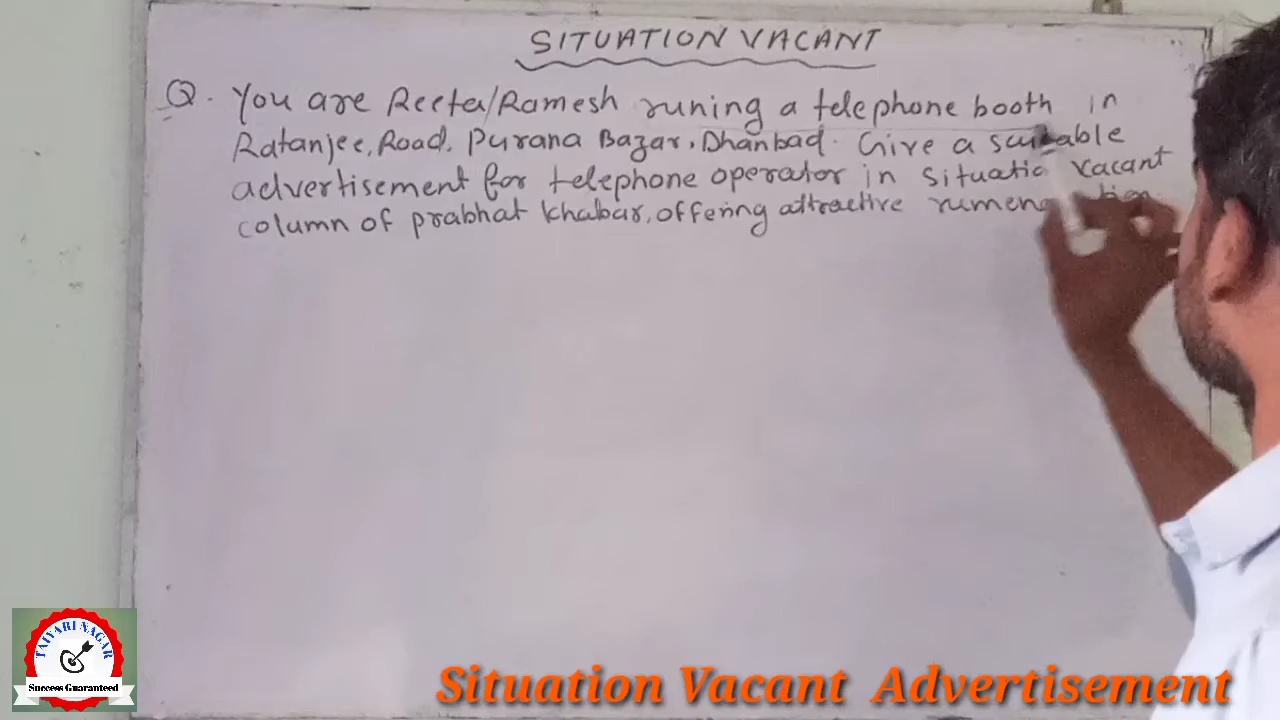 SITUATION VACANT
Q. You are Reeta/Ramesh runing a telephone booth in
Ratanjee, Road, Purana Bazar, Dhanbad. Give a suitable
advertisement for telephone operator in Situatio Vacant
column of prabhat Khabar, offering attractive
TAIYARI NAGAR
Success Guaranteed
Situation Vacant Advertisement